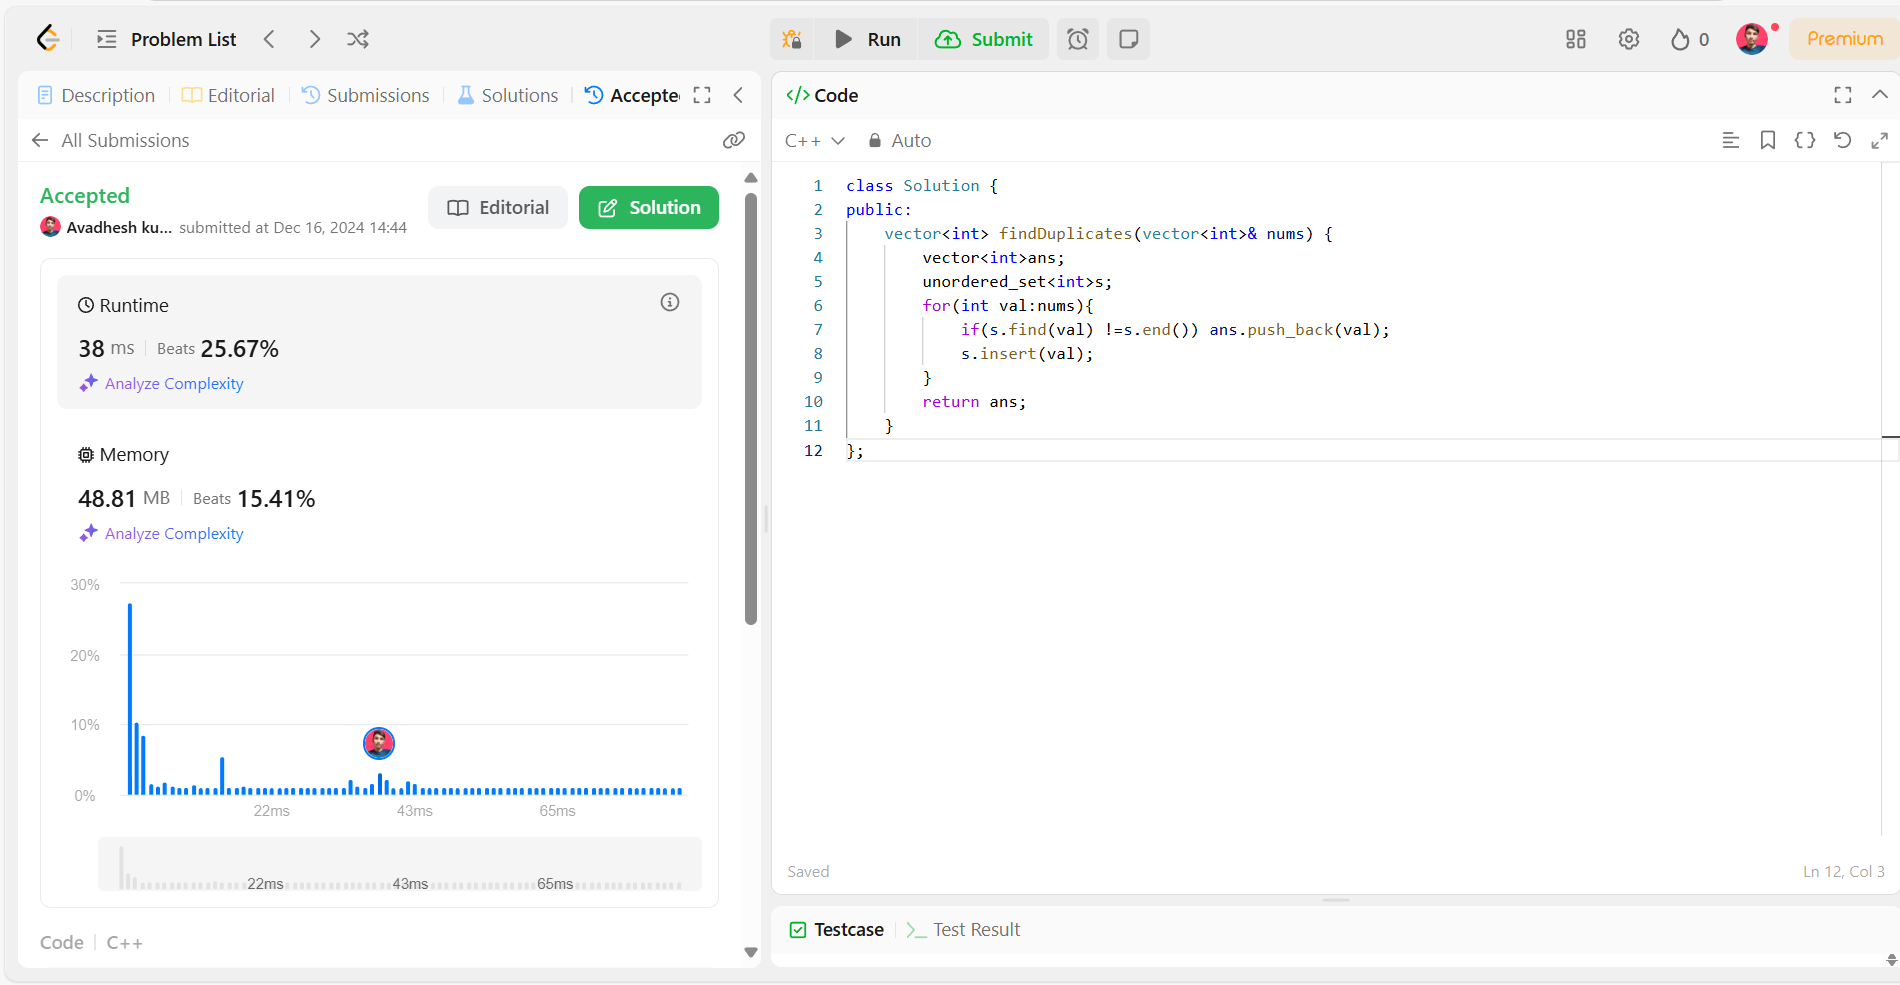 Problem List
Run
Submit
0
Premium
Description
Editorial
Submissions
Solutions
Accepte
All Submissions
Accepted
Avadhesh ku... submitted at Dec 16, 2024 14:44
Editorial
Solution
Runtime
38 ms Beats 25.67%
Analyze Complexity
Memory
48.81 MB Beats 15.41%
Analyze Complexity
30%
20%
10%
0%
22ms 43ms 65ms
22ms 43ms 65ms
Code C++
</> Code
C++ Auto
1 class Solution {
2 public:
3     vector<int> findDuplicates(vector<int>& nums) {
4         vector<int>ans;
5         unordered_set<int>s;
6         for(int val:nums){
7             if(s.find(val) !=s.end()) ans.push_back(val);
8             s.insert(val);
9         }
10         return ans;
11     }
12 };
Saved
Ln 12, Col 3
Testcase
Test Result